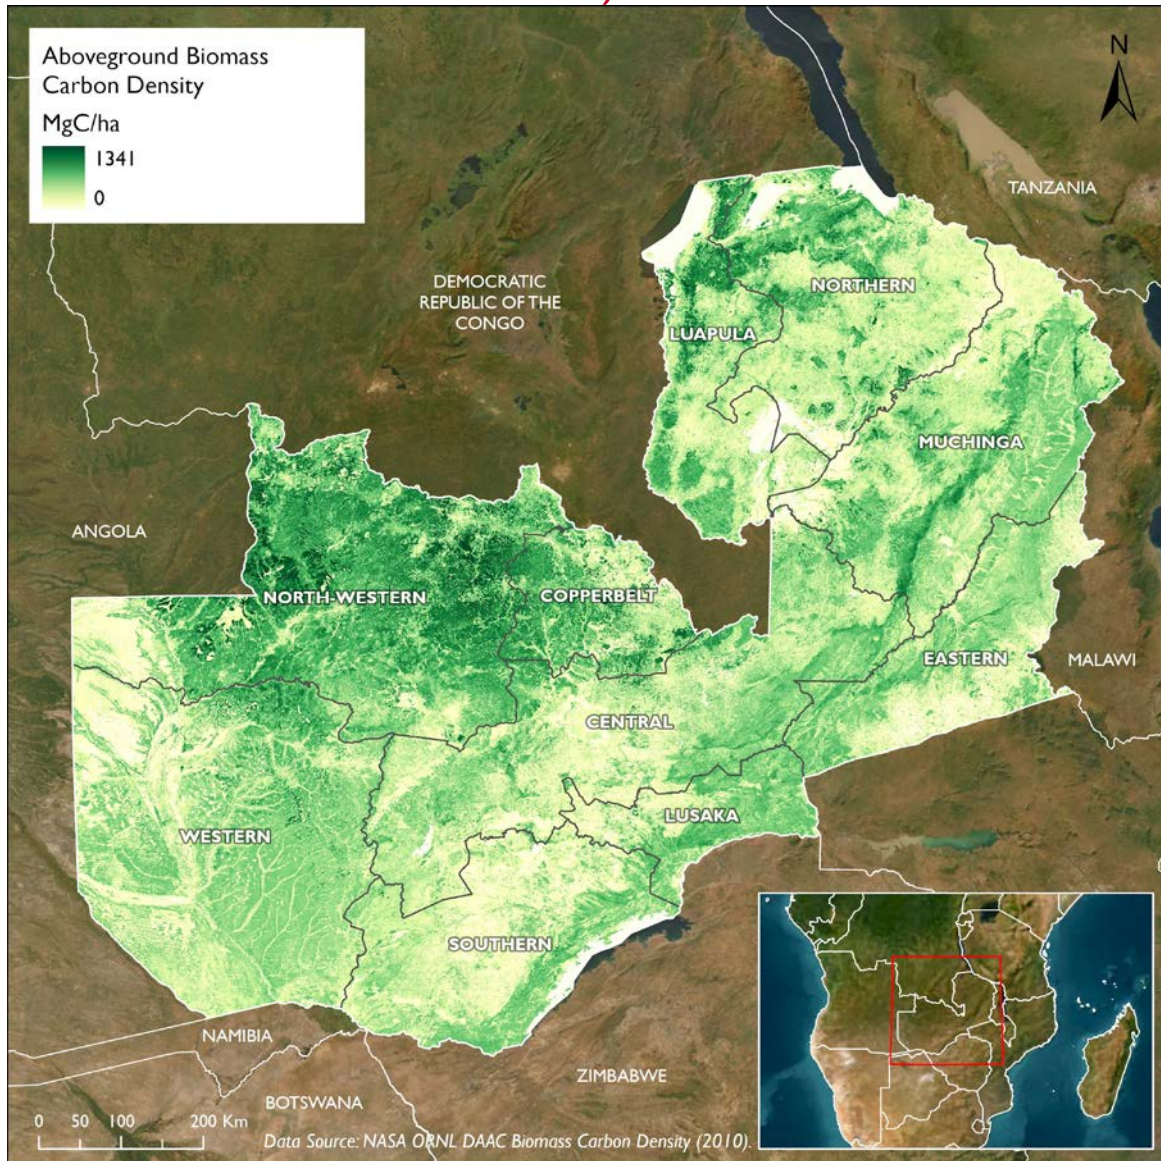 Aboveground Biomass
Carbon Density
MgC/ha
1341
0
N
TANZANIA
DEMOCRATIC
REPUBLIC OF THE
CONGO
NORTHERN
LUAPULA
MUCHINGA
ANGOLA
NORTH-WESTERN
COPPERBELT
EASTERN
MALAWI
CENTRAL
WESTERN
LUSAKA
SOUTHERN
NAMIBIA
ZIMBABWE
BOTSWANA
0 50 100 200 Km
Data Source: NASA ORNL DAAC Biomass Carbon Density (2010).